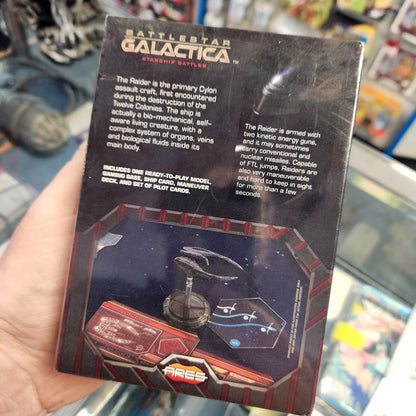 BATTLESTAR
GALACTICA™
STARSHIP BATTLES
The Raider is the primary Cylon
assault craft, first encountered
during the destruction of the
Twelve Colonies. The ship is
actually a bio-mechanical, self-
aware living creature, with a
complex system of organs, veins
and biological fluids inside its
main body.
INCLUDES ONE READY-TO-PLAY MODEL,
GAMING BASE, SHIP CARD, MANEUVER
DECK, AND SET OF PILOT CARDS.
The Raider is armed with
two kinetic energy guns,
and it may sometimes
carry conventional and
nuclear missiles. Capable
of FTL jumps, Raiders are
also very maneuverable
and hard to keep in sight
for more than a few
seconds.
ARES